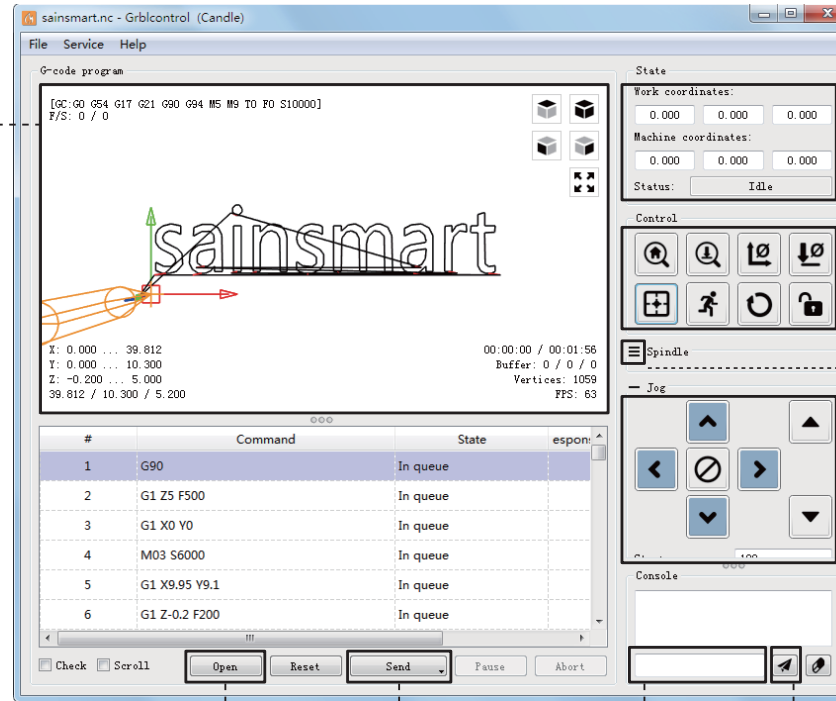 sainsmart.nc - Grblcontrol (Candle)
File Service Help
G-code program
[GC:G0 G54 G17 G21 G90 G94 M5 M9 T0 F0 S10000]
F/S: 0 / 0
sainsmart
X: 0.000 ... 39.812
Y: 0.000 ... 10.300
Z: -0.200 ... 5.000
39.812 / 10.300 / 5.200
00:00:00 / 00:01:56
Buffer: 0 / 0 / 0
Vertices: 1059
FPS: 63
# Command State espons
1 G90 In queue
2 G1 Z5 F500 In queue
3 G1 X0 Y0 In queue
4 M03 S6000 In queue
5 G1 X9.95 Y9.1 In queue
6 G1 Z-0.2 F200 In queue
Check Scroll Open Reset Send Pause Abort
State
Work coordinates:
0.000 0.000 0.000
Machine coordinates:
0.000 0.000 0.000
Status: Idle
Control
Spindle
Jog
Console